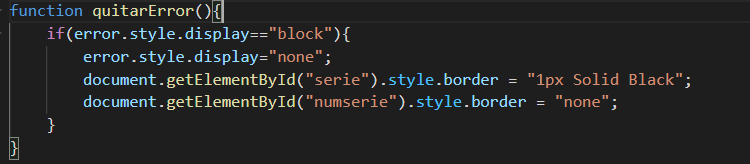 function quitarError(){
    if(error.style.display=="block"){
        error.style.display="none";
        document.getElementById("serie").style.border = "1px Solid Black";
        document.getElementById("numserie").style.border = "none";
    }
}